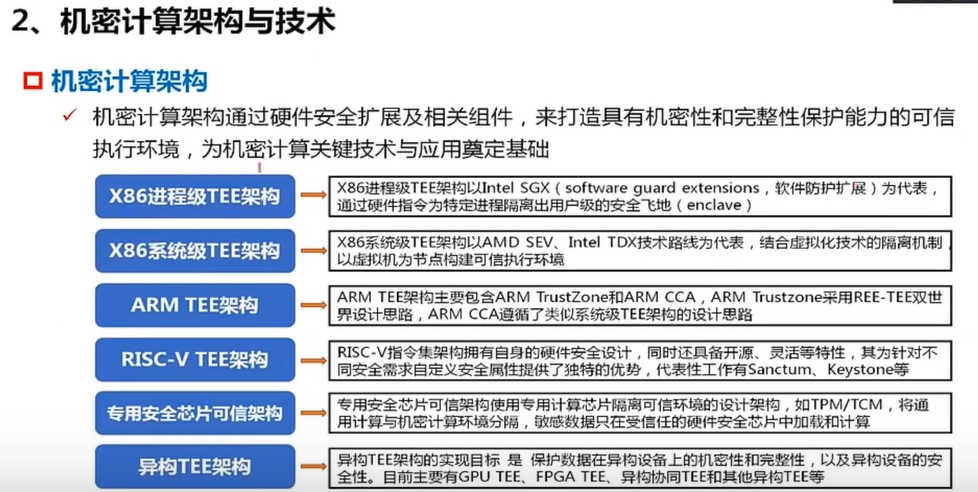 2、机密计算架构与技术
机密计算架构
机密计算架构通过硬件安全扩展及相关组件，来打造具有机密性和完整性保护能力的可信
执行环境，为机密计算关键技术与应用奠定基础
X86进程级TEE架构
X86进程级TEE架构以Intel SGX（software guard extensions，软件防护扩展）为代表，
通过硬件指令为特定进程隔离出用户级的安全飞地（enclave）
X86系统级TEE架构
X86系统级TEE架构以AMD SEV、Intel TDX技术路线为代表，结合虚拟化技术的隔离机制，
以虚拟机为节点构建可信执行环境
ARM TEE架构
ARM TEE架构主要包含ARM TrustZone和ARM CCA，ARM Trustzone采用REE-TEE双世
界设计思路，ARM CCA遵循了类似系统级TEE架构的设计思路
RISC-V TEE架构
RISC-V指令集架构拥有自身的硬件安全设计，同时还具备开源、灵活等特性，其为针对不
同安全需求自定义安全属性提供了独特的优势，代表性工作有Sanctum、Keystone等
专用安全芯片可信架构
专用安全芯片可信架构使用专用计算芯片隔离可信环境的设计架构，如TPM/TCM，将通
用计算与机密计算环境分隔，敏感数据只在受信任的硬件安全芯片中加载和计算
异构TEE架构
异构TEE架构的实现目标 是 保护数据在异构设备上的机密性和完整性，以及异构设备的安
全性。目前主要有GPU TEE、FPGA TEE、异构协同TEE和其他异构TEE等